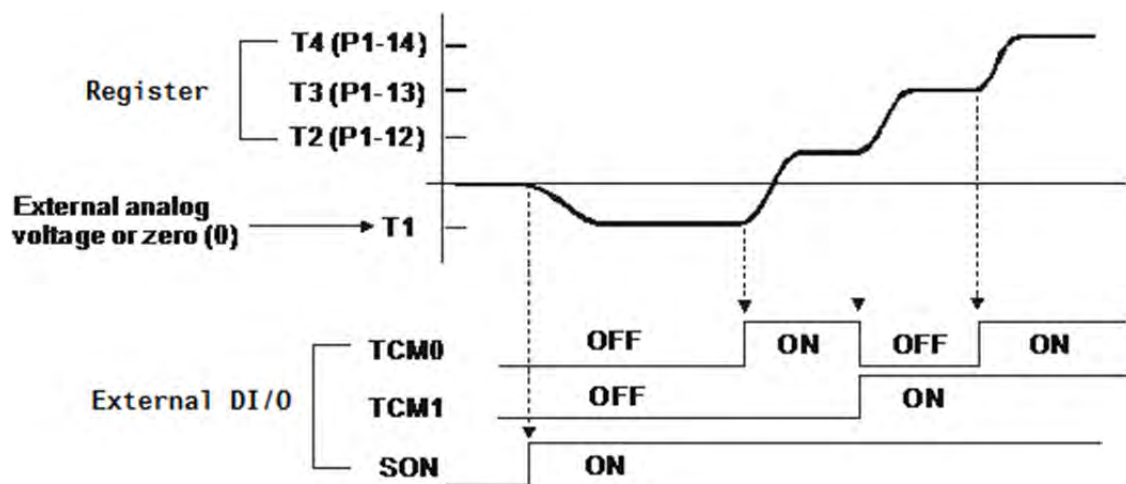 T4 (P1-14)
Register
T3 (P1-13)
T2 (P1-12)
External analog
voltage or zero (0)
T1
TCM0
OFF
ON
OFF
ON
External DI/O
TCM1
OFF
ON
SON
ON